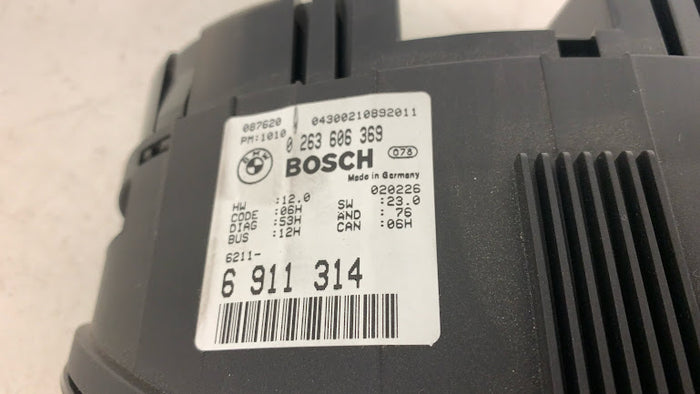 087620 04300210892011
PM:1010 0 263 606 369
BMW BOSCH 078
Made in Germany
020226
HW :12.0 SW :23.0
CODE :06H AND : 76
DIAG :53H CAN :06H
BUS :12H
6211-
6 911 314